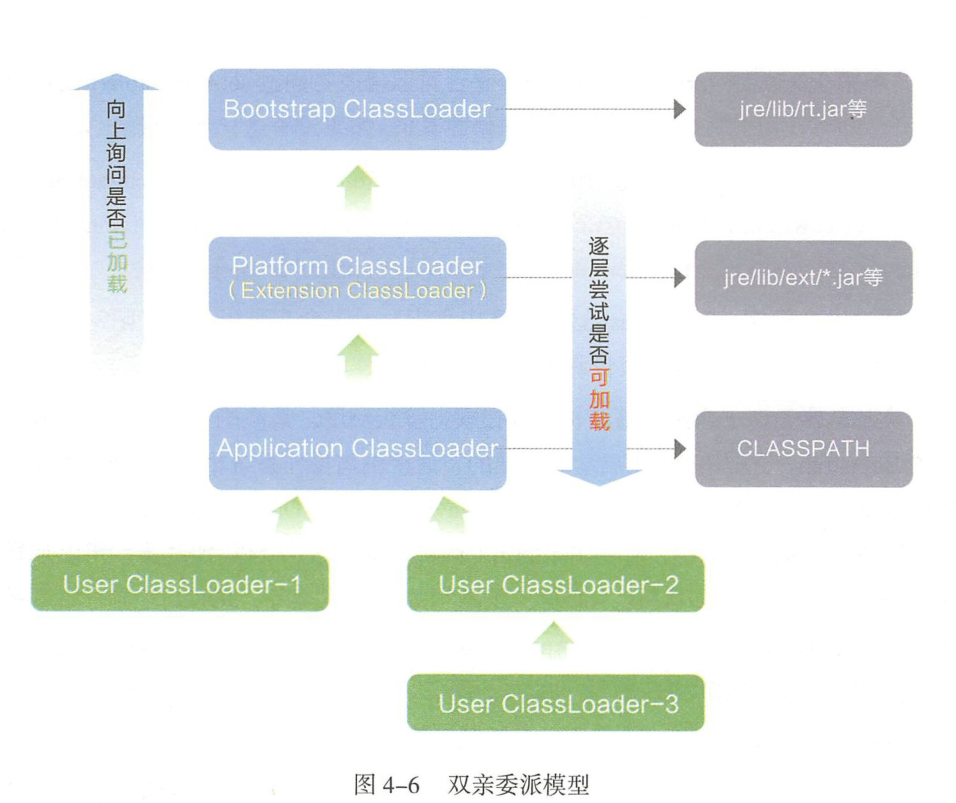 向上询问是否已加载
Bootstrap ClassLoader
jre/lib/rt.jar等
Platform ClassLoader
（Extension ClassLoader）
逐层尝试是否可加载
jre/lib/ext/*.jar等
Application ClassLoader
CLASSPATH
User ClassLoader-1
User ClassLoader-2
User ClassLoader-3
图 4-6 双亲委派模型